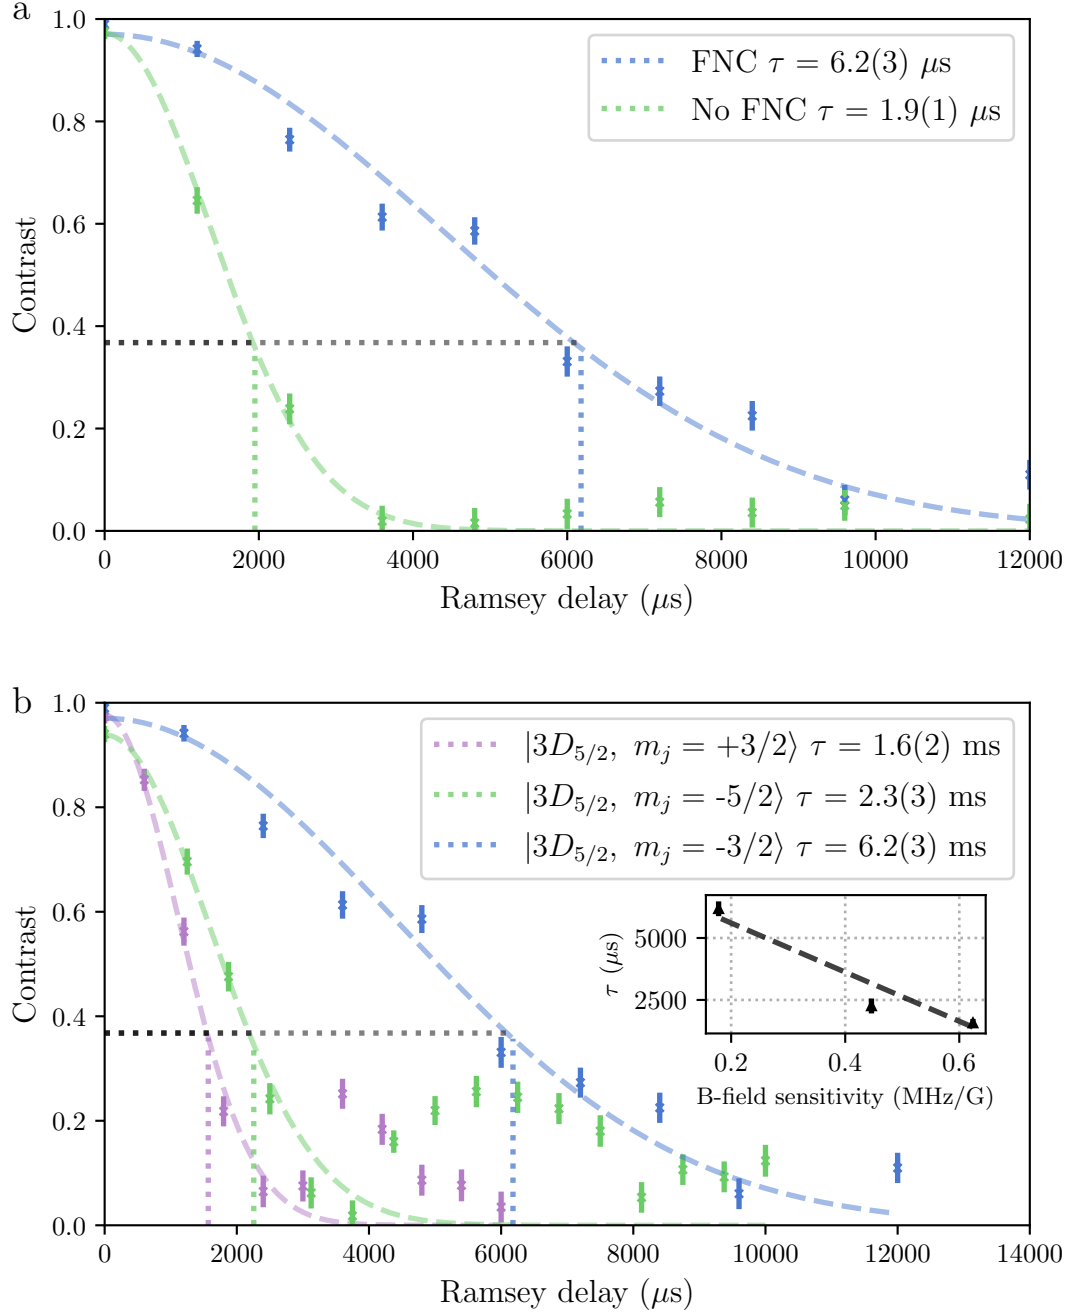 a
1.0
0.8
0.6
0.4
0.2
0.0
Contrast
FNC τ = 6.2(3) μs
No FNC τ = 1.9(1) μs
0 2000 4000 6000 8000 10000 12000
Ramsey delay (μs)
b
1.0
0.8
0.6
0.4
0.2
0.0
Contrast
|3D₅/₂, mⱼ = +3/2⟩ τ = 1.6(2) ms
|3D₅/₂, mⱼ = -5/2⟩ τ = 2.3(3) ms
|3D₅/₂, mⱼ = -3/2⟩ τ = 6.2(3) ms
5000
2500
τ (μs)
0.2 0.4 0.6
B-field sensitivity (MHz/G)
0 2000 4000 6000 8000 10000 12000 14000
Ramsey delay (μs)